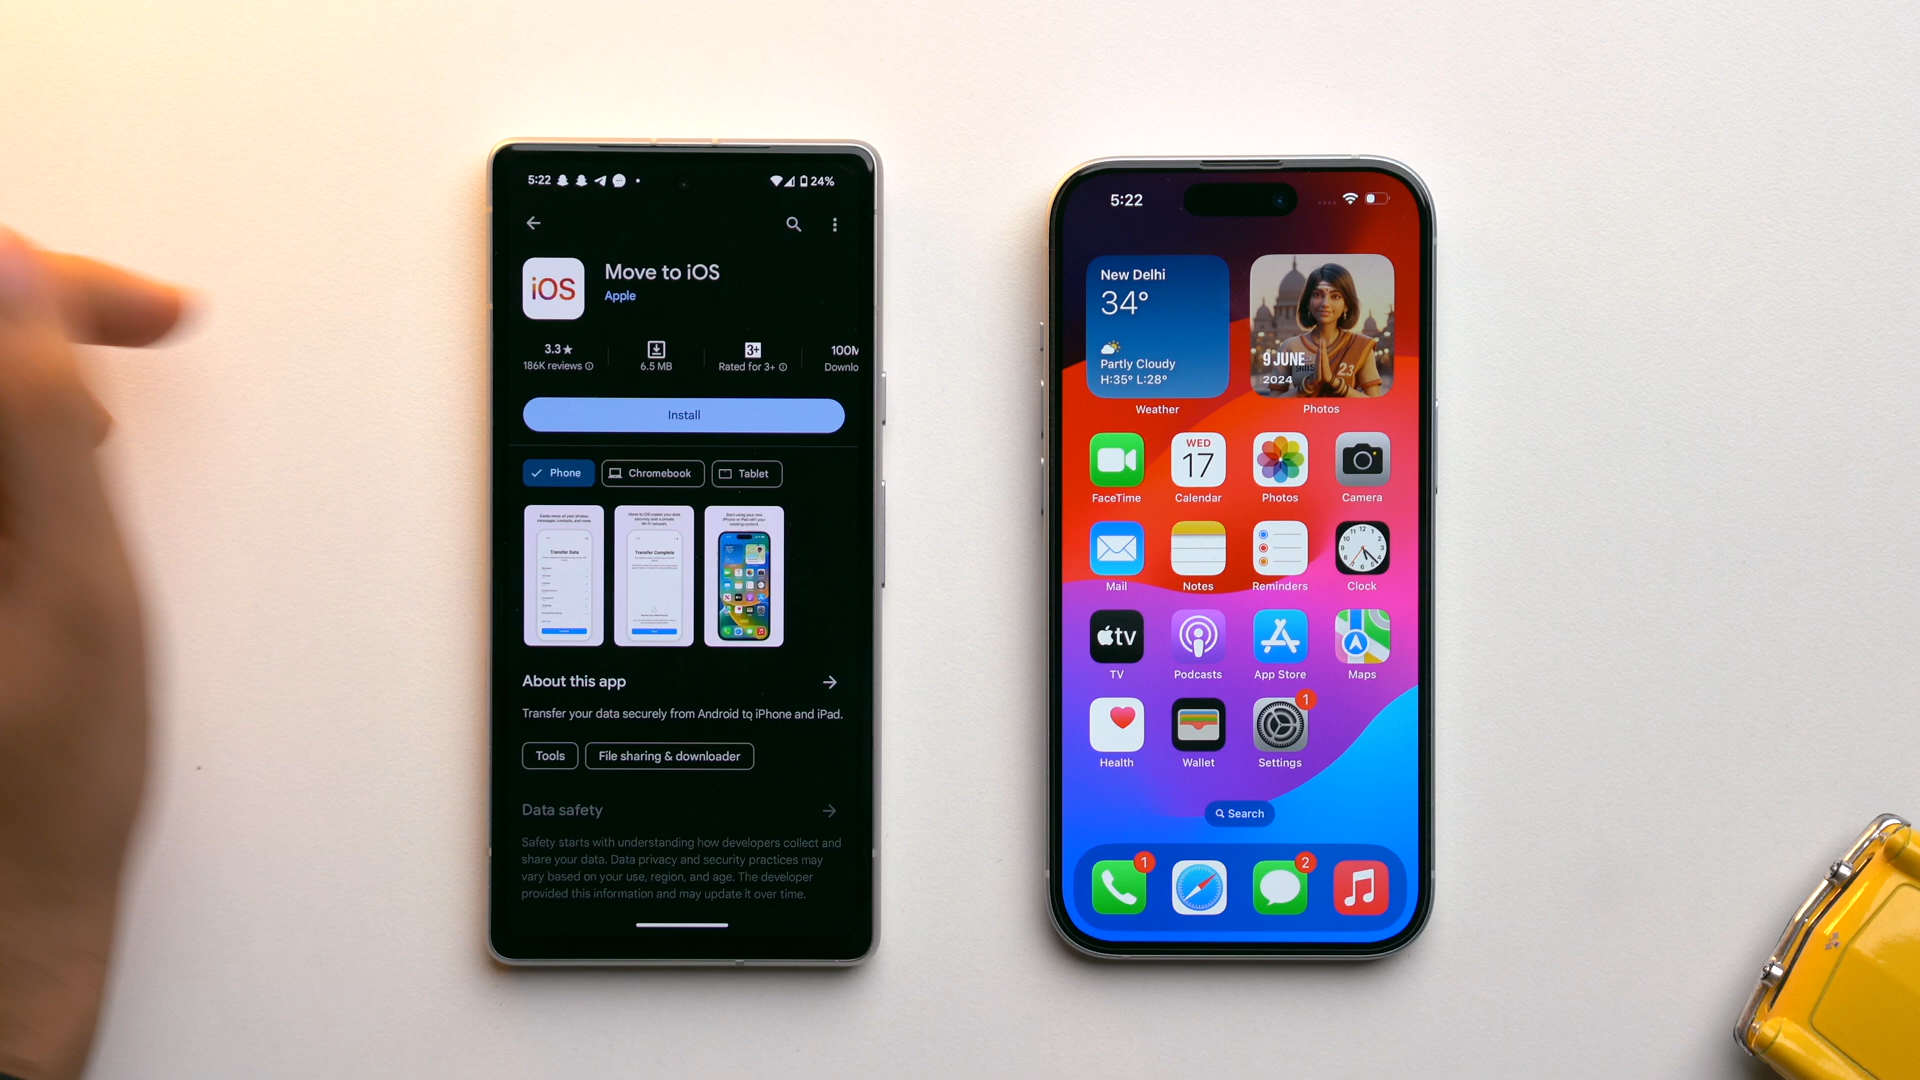 5:22
24%
iOS
Move to iOS
Apple
3.3★
186K reviews
6.5 MB
3+
Rated for 3+
100M
Downlo
Install
Phone
Chromebook
Tablet
Transfer Data
Transfer Complete
About this app
Transfer your data securely from Android to iPhone and iPad.
Tools
File sharing & downloader
Data safety
Safety starts with understanding how developers collect and
share your data. Data privacy and security practices may
vary based on your use, region, and age. The developer
provided this information and may update it over time.
5:22
New Delhi
34°
Partly Cloudy
H:35° L:28°
Weather
9 JUNE
2024
23
Photos
FaceTime
WED
17
Calendar
Photos
Camera
Mail
Notes
Reminders
Clock
tv
TV
Podcasts
App Store
Maps
Health
Wallet
1
Settings
Search
1
2